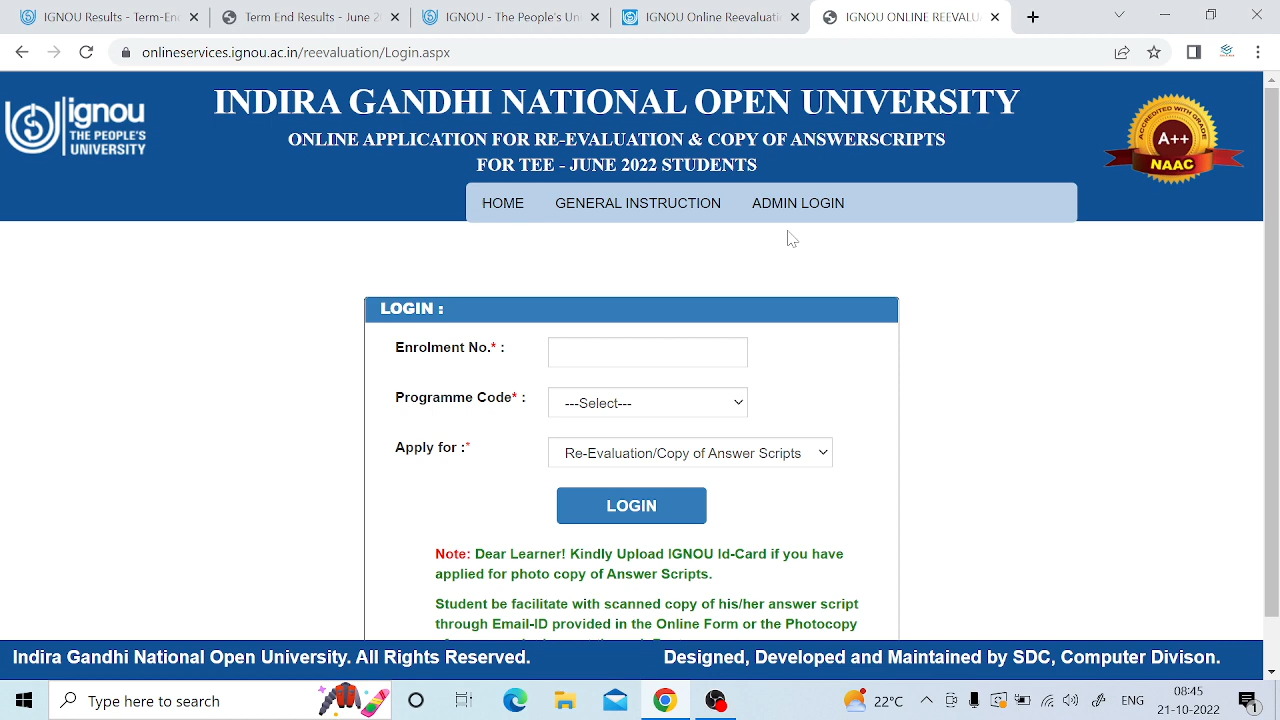 IGNOU Results - Term-End
Term End Results - June 2
IGNOU - The People's Un
IGNOU Online Revaluatio
IGNOU ONLINE REEVALU
onlineservices.ignou.ac.in/reevaluation/Login.aspx
ignou
THE PEOPLE'S
UNIVERSITY
INDIRA GANDHI NATIONAL OPEN UNIVERSITY
ONLINE APPLICATION FOR RE-EVALUATION & COPY OF ANSWERSCRIPTS
FOR TEE - JUNE 2022 STUDENTS
ACCREDITED WITH GRADE
A++
NAAC
HOME GENERAL INSTRUCTION ADMIN LOGIN
LOGIN :
Enrolment No.* :
Programme Code* : ---Select---
Apply for :* Re-Evaluation/Copy of Answer Scripts
LOGIN
Note: Dear Learner! Kindly Upload IGNOU Id-Card if you have
applied for photo copy of Answer Scripts.
Student be facilitate with scanned copy of his/her answer script
through Email-ID provided in the Online Form or the Photocopy
Indira Gandhi National Open University. All Rights Reserved. Designed, Developed and Maintained by SDC, Computer Divison.
Type here to search
22°C
ENG
08:45
21-10-2022
1